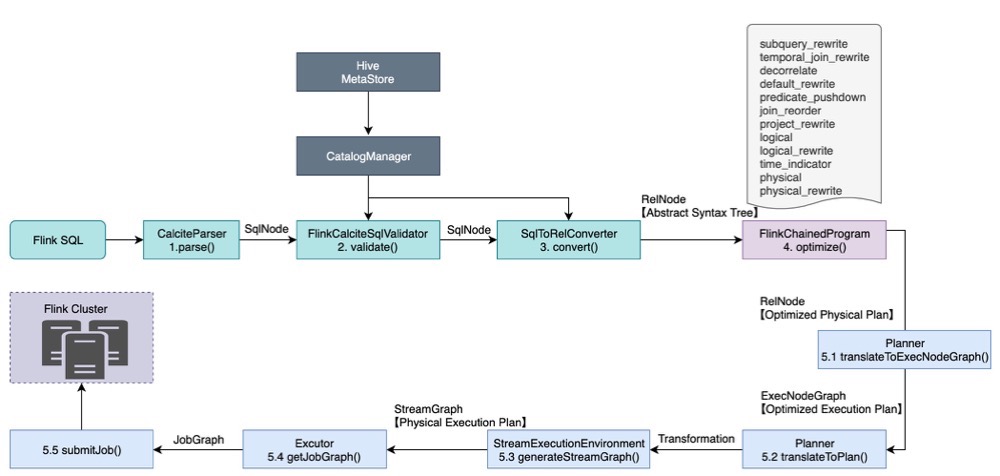 Hive
MetaStore
CatalogManager
subquery_rewrite
temporal_join_rewrite
decorrelate
default_rewrite
predicate_pushdown
join_reorder
project_rewrite
logical
logical_rewrite
time_indicator
physical
physical_rewrite
Flink SQL
CalciteParser
1.parse()
SqlNode
FlinkCalciteSqlValidator
2. validate()
SqlNode
SqlToRelConverter
3. convert()
RelNode
【Abstract Syntax Tree】
FlinkChainedProgram
4. optimize()
RelNode
【Optimized Physical Plan】
Planner
5.1 translateToExecNodeGraph()
ExecNodeGraph
【Optimized Execution Plan】
Planner
5.2 translateToPlan()
Transformation
StreamExecutionEnvironment
5.3 generateStreamGraph()
StreamGraph
【Physical Execution Plan】
Excutor
5.4 getJobGraph()
JobGraph
5.5 submitJob()
Flink Cluster